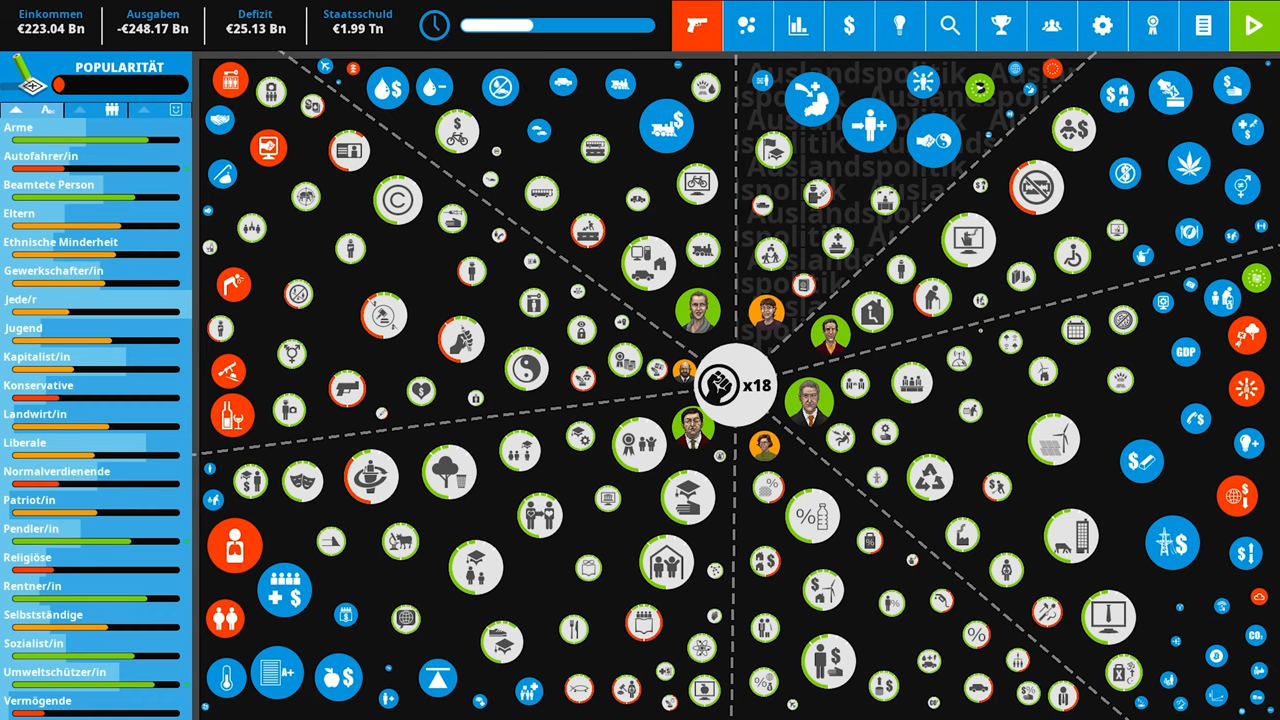 Einkommen
€223.04 Bn
Ausgaben
-€248.17 Bn
Defizit
€25.13 Bn
Staatsschuld
€1.99 Tn
POPULARITÄT
Arme
Autofahrer/in
Beamtete Person
Eltern
Ethnische Minderheit
Gewerkschafter/in
Jede/r
Jugend
Kapitalist/in
Konservative
Landwirt/in
Liberale
Normalverdienende
Patriot/in
Pendler/in
Religiöse
Rentner/in
Selbstständige
Sozialist/in
Umweltschützer/in
Vermögende
Auslandspolitik
x18
GDP
A+
CO₂